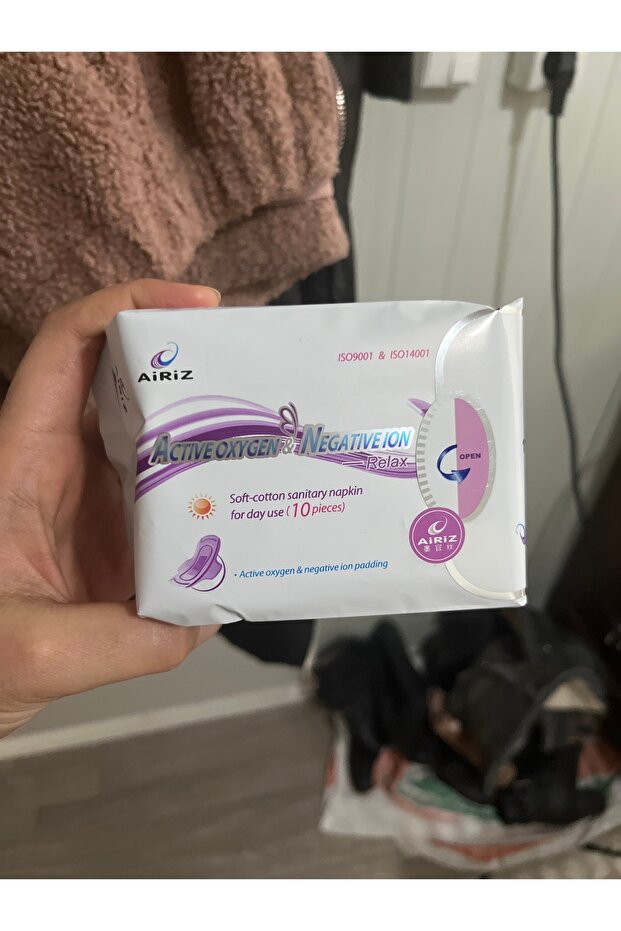 ISO9001 & ISO14001
AiRiZ
ACTIVE OXYGEN & NEGATIVE ION
Relax
OPEN
Soft-cotton sanitary napkin
for day use (10 pieces)
AiRiZ
• Active oxygen & negative ion padding